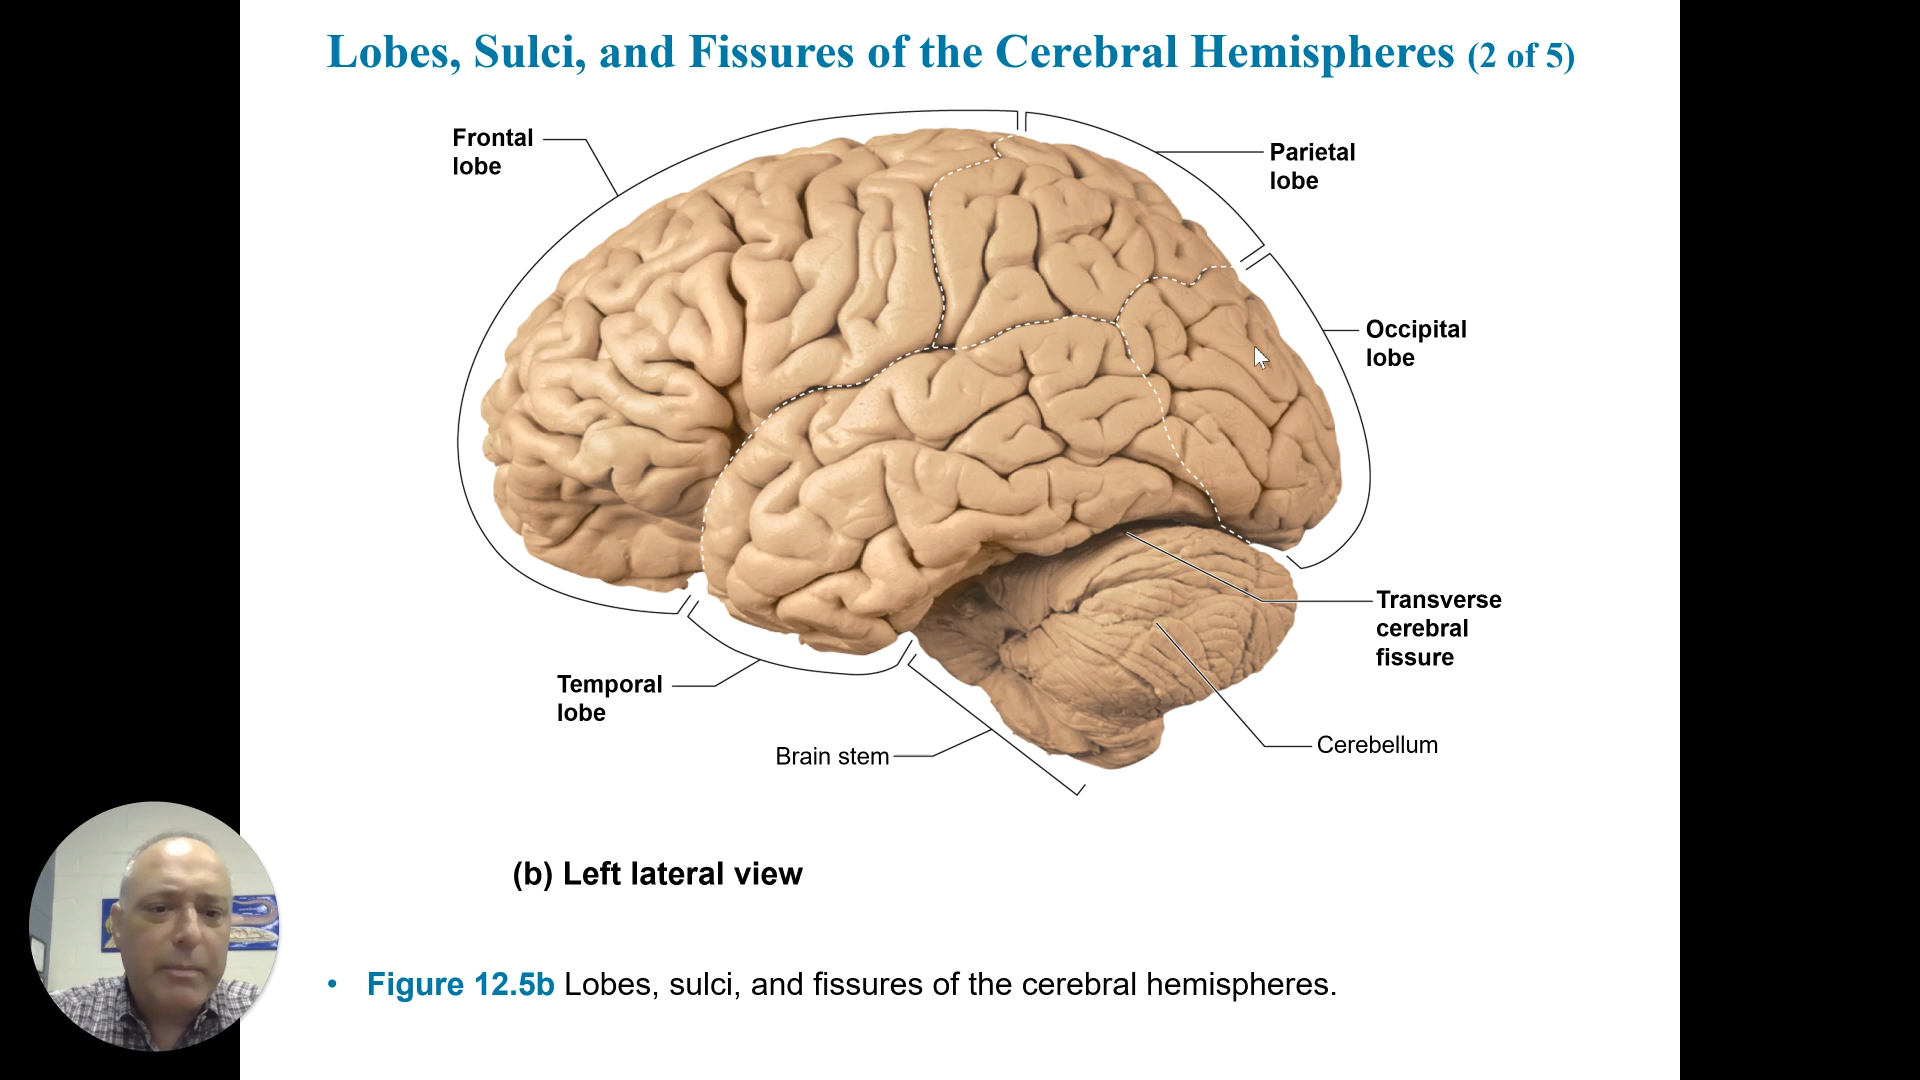 Lobes, Sulci, and Fissures of the Cerebral Hemispheres (2 of 5)
Frontal
lobe
Parietal
lobe
Occipital
lobe
Transverse
cerebral
fissure
Temporal
lobe
Brain stem
Cerebellum
(b) Left lateral view
• Figure 12.5b Lobes, sulci, and fissures of the cerebral hemispheres.